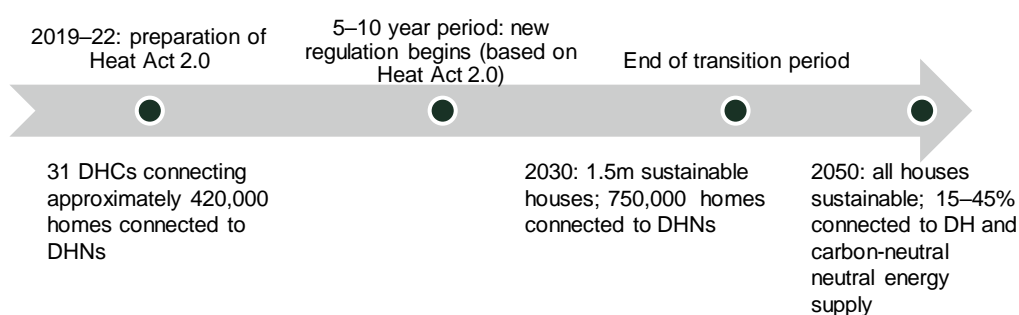 2019–22: preparation of
Heat Act 2.0
5–10 year period: new
regulation begins (based on
Heat Act 2.0)
End of transition period
31 DHCs connecting
approximately 420,000
homes connected to
DHNs
2030: 1.5m sustainable
houses; 750,000 homes
connected to DHNs
2050: all houses
sustainable; 15–45%
connected to DH and
carbon-neutral
neutral energy
supply